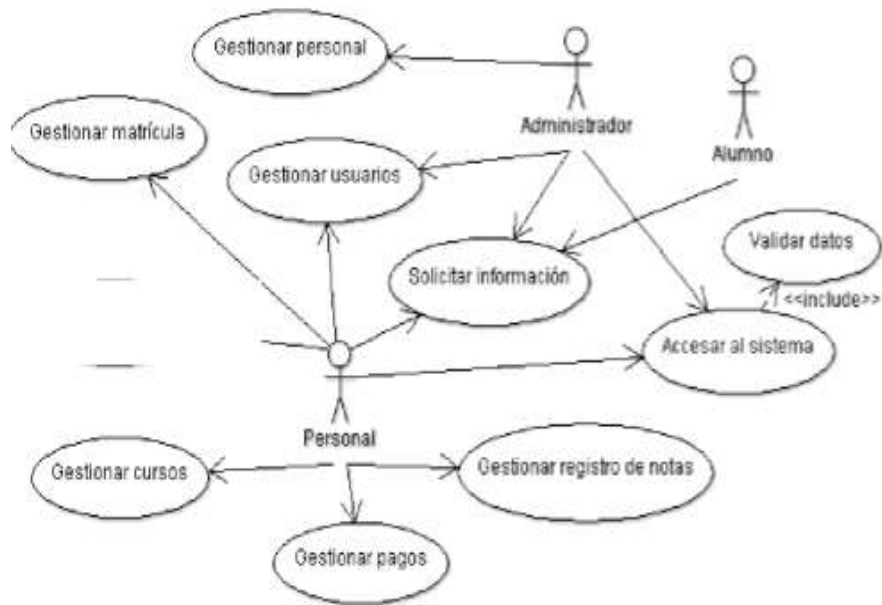 Gestionar personal
Administrador
Alumno
Gestionar matrícula
Gestionar usuarios
Validar datos
Solicitar información
<<include>>
Accesar al sistema
Personal
Gestionar cursos
Gestionar registro de notas
Gestionar pagos